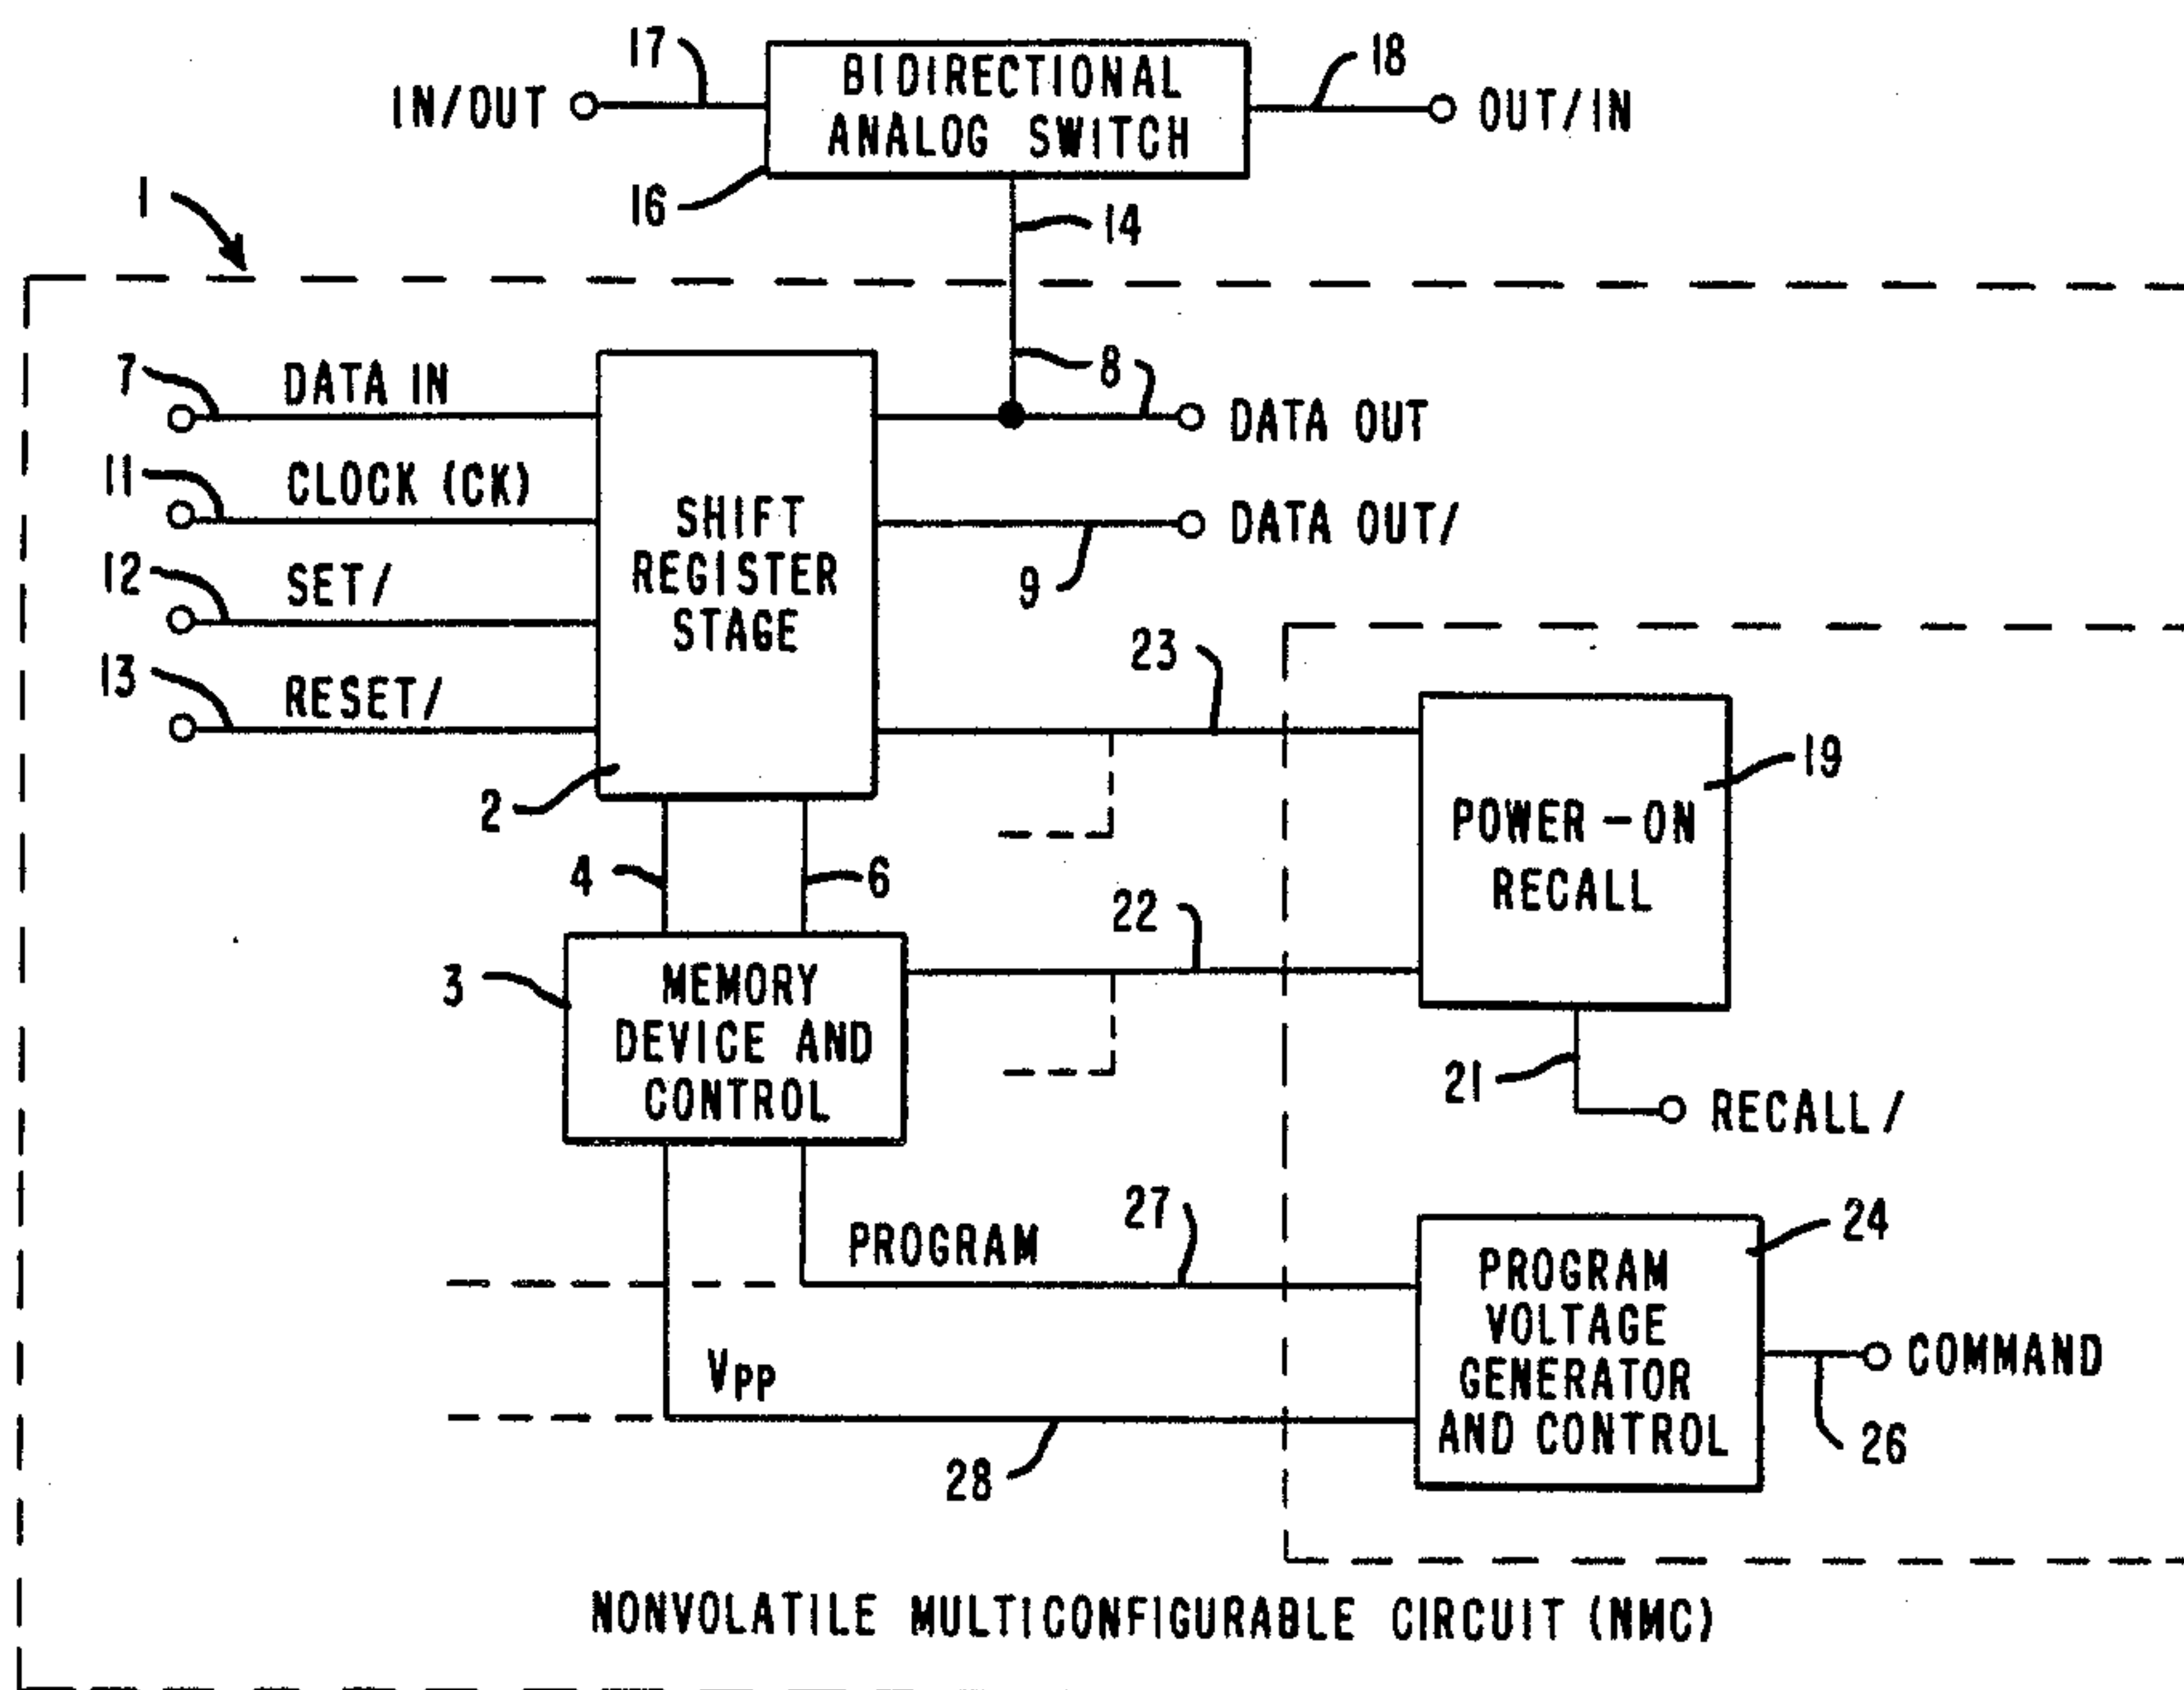 17
BIDIRECTIONAL
ANALOG SWITCH
18
IN/OUT
OUT/IN
16
1
14
7
DATA IN
8
DATA OUT
11
CLOCK (CK)
SHIFT
REGISTER
STAGE
DATA OUT/
9
12
SET/
13
RESET/
23
2
19
POWER-ON
RECALL
4
6
22
3
MEMORY
DEVICE AND
CONTROL
21
RECALL/
27
24
PROGRAM
PROGRAM
VOLTAGE
GENERATOR
AND CONTROL
COMMAND
VPP
26
28
NONVOLATILE MULTICONFIGURABLE CIRCUIT (NMC)